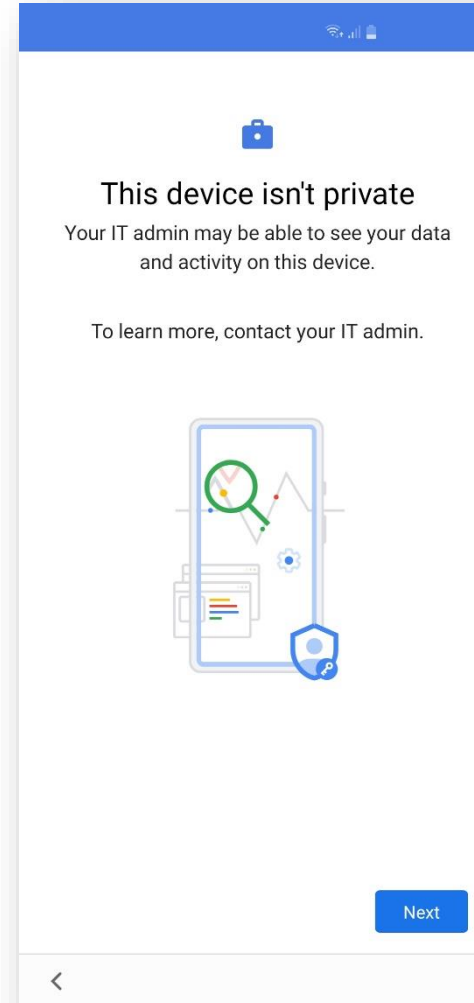 This device isn't private
Your IT admin may be able to see your data
and activity on this device.
To learn more, contact your IT admin.
Next